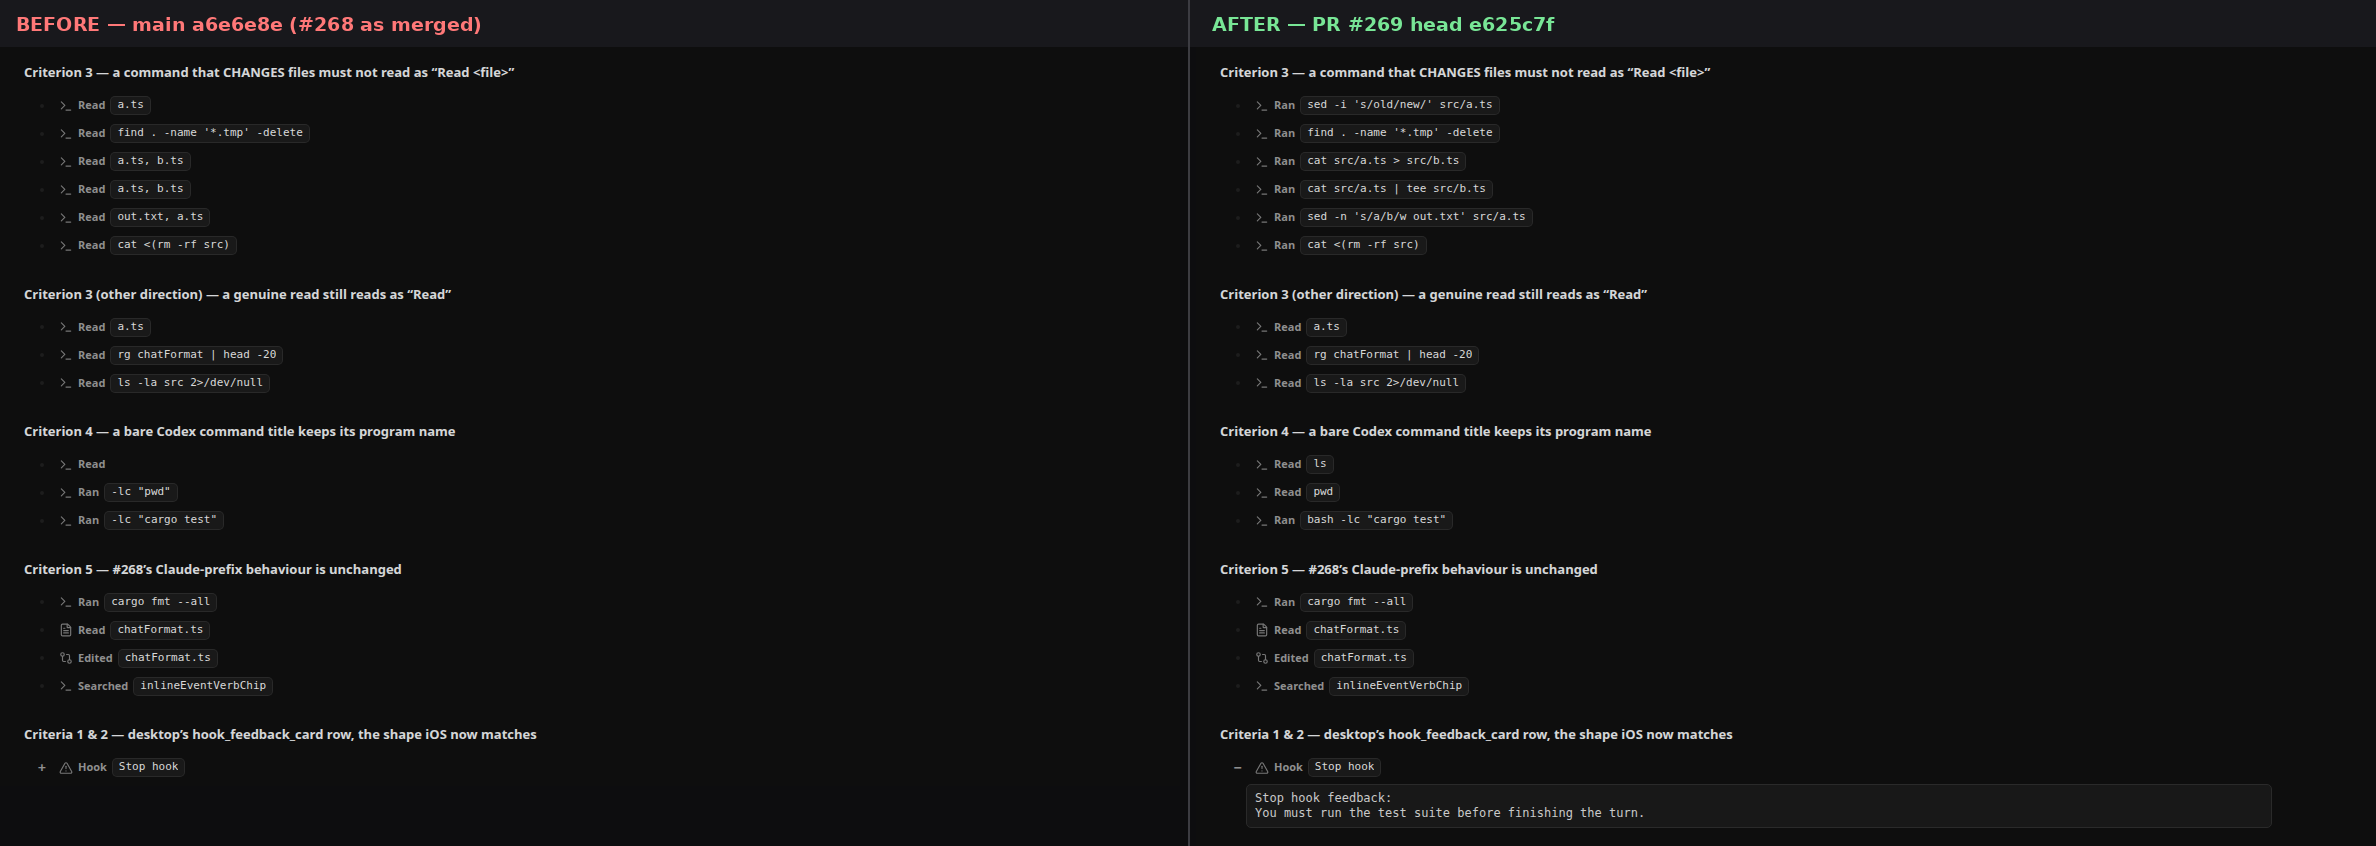 BEFORE — main a6e6e8e (#268 as merged)
Criterion 3 — a command that CHANGES files must not read as “Read <file>”
Read a.ts
Read find . -name '*.tmp' -delete
Read a.ts, b.ts
Read a.ts, b.ts
Read out.txt, a.ts
Read cat <(rm -rf src)
Criterion 3 (other direction) — a genuine read still reads as “Read”
Read a.ts
Read rg chatFormat | head -20
Read ls -la src 2>/dev/null
Criterion 4 — a bare Codex command title keeps its program name
Read
Ran -lc "pwd"
Ran -lc "cargo test"
Criterion 5 — #268’s Claude-prefix behaviour is unchanged
Ran cargo fmt --all
Read chatFormat.ts
Edited chatFormat.ts
Searched inlineEventVerbChip
Criteria 1 & 2 — desktop’s hook_feedback_card row, the shape iOS now matches
+ Hook Stop hook
AFTER — PR #269 head e625c7f
Criterion 3 — a command that CHANGES files must not read as “Read <file>”
Ran sed -i 's/old/new/' src/a.ts
Ran find . -name '*.tmp' -delete
Ran cat src/a.ts > src/b.ts
Ran cat src/a.ts | tee src/b.ts
Ran sed -n 's/a/b/w out.txt' src/a.ts
Ran cat <(rm -rf src)
Criterion 3 (other direction) — a genuine read still reads as “Read”
Read a.ts
Read rg chatFormat | head -20
Read ls -la src 2>/dev/null
Criterion 4 — a bare Codex command title keeps its program name
Read ls
Read pwd
Ran bash -lc "cargo test"
Criterion 5 — #268’s Claude-prefix behaviour is unchanged
Ran cargo fmt --all
Read chatFormat.ts
Edited chatFormat.ts
Searched inlineEventVerbChip
Criteria 1 & 2 — desktop’s hook_feedback_card row, the shape iOS now matches
− Hook Stop hook
Stop hook feedback:
You must run the test suite before finishing the turn.